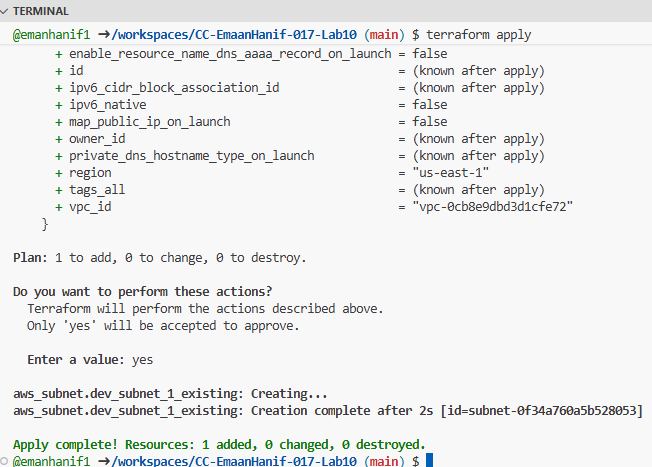 TERMINAL
@emanhanif1 ➜/workspaces/CC-EmaanHanif-017-Lab10 (main) $ terraform apply
+ enable_resource_name_dns_aaaa_record_on_launch = false
+ id = (known after apply)
+ ipv6_cidr_block_association_id = (known after apply)
+ ipv6_native = false
+ map_public_ip_on_launch = false
+ owner_id = (known after apply)
+ private_dns_hostname_type_on_launch = (known after apply)
+ region = "us-east-1"
+ tags_all = (known after apply)
+ vpc_id = "vpc-0cb8e9dbd3d1cfe72"
}
Plan: 1 to add, 0 to change, 0 to destroy.
Do you want to perform these actions?
Terraform will perform the actions described above.
Only 'yes' will be accepted to approve.
Enter a value: yes
aws_subnet.dev_subnet_1_existing: Creating...
aws_subnet.dev_subnet_1_existing: Creation complete after 2s [id=subnet-0f34a760a5b528053]
Apply complete! Resources: 1 added, 0 changed, 0 destroyed.
@emanhanif1 ➜/workspaces/CC-EmaanHanif-017-Lab10 (main) $